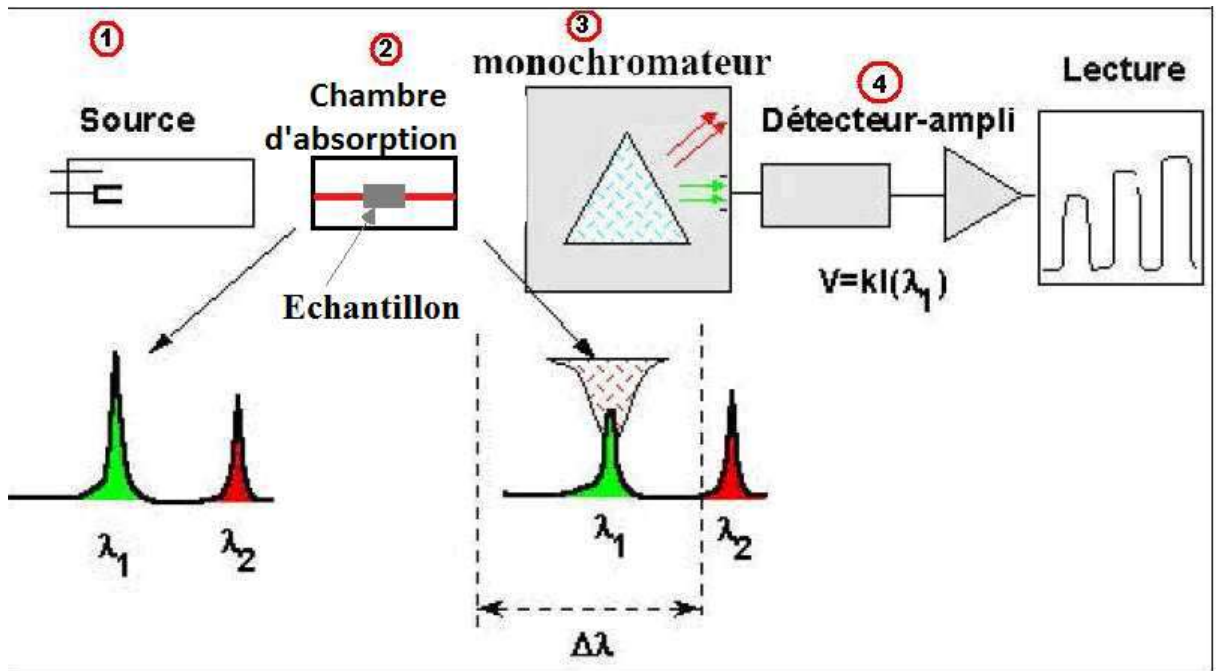 1
Source
2
Chambre
d'absorption
Echantillon
3
monochromateur
4
Détecteur-ampli
V=kI(λ1)
Lecture
λ1
λ2
λ1
λ2
Δλ